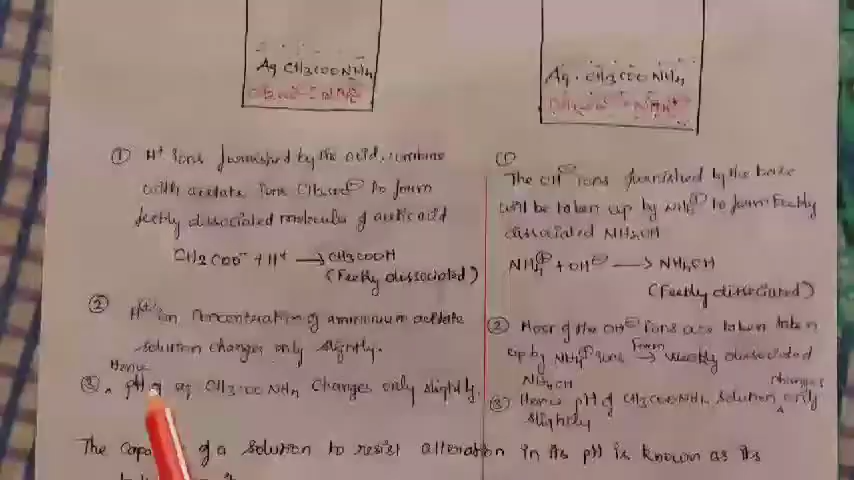 Aq CH3COONH4
Aq. CH3COONH4
① H+ ions furnished by the acid, combine
with acetate ions CH3COO⊖ to form
feebly dissociated molecule of acetic acid
CH3COO- + H+ → CH3COOH
(Feebly dissociated)
② H(+) ion concentration of ammonium acetate
solution changes only slightly.
Hence
③ ^ pH of aq CH3COONH4 changes only slightly.
①
The OH⊖ ions furnished by the base
will be taken up by NH4⊕ to form Feebly
dissociated NH4OH
NH4⊕ + OH⊖ → NH4OH
(Feebly dissociated)
② Most of the OH⊖ ions are taken taken
up by NH4⊕ ions Form → weakly dissociated
NH4OH
changes
③ Hence pH of CH3COONH4 solution ^ only
slightly
The capa of a solution to resist alteration in its pH is known as its